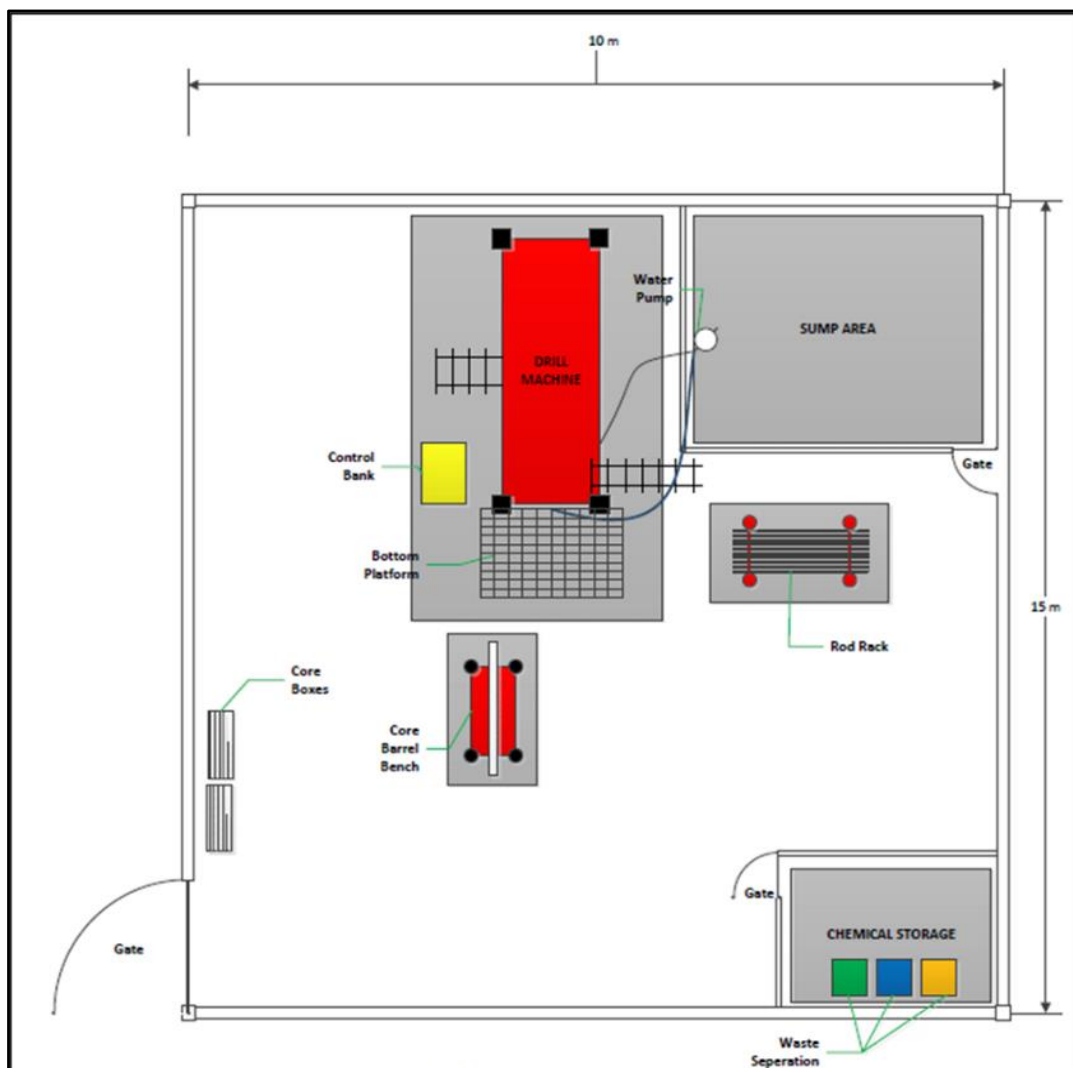 10 m
Water
Pump
SUMP AREA
DRILL
MACHINE
Control
Bank
Gate
Bottom
Platform
15 m
Rod Rack
Core
Boxes
Core
Barrel
Bench
Gate
CHEMICAL STORAGE
Gate
Waste
Seperation